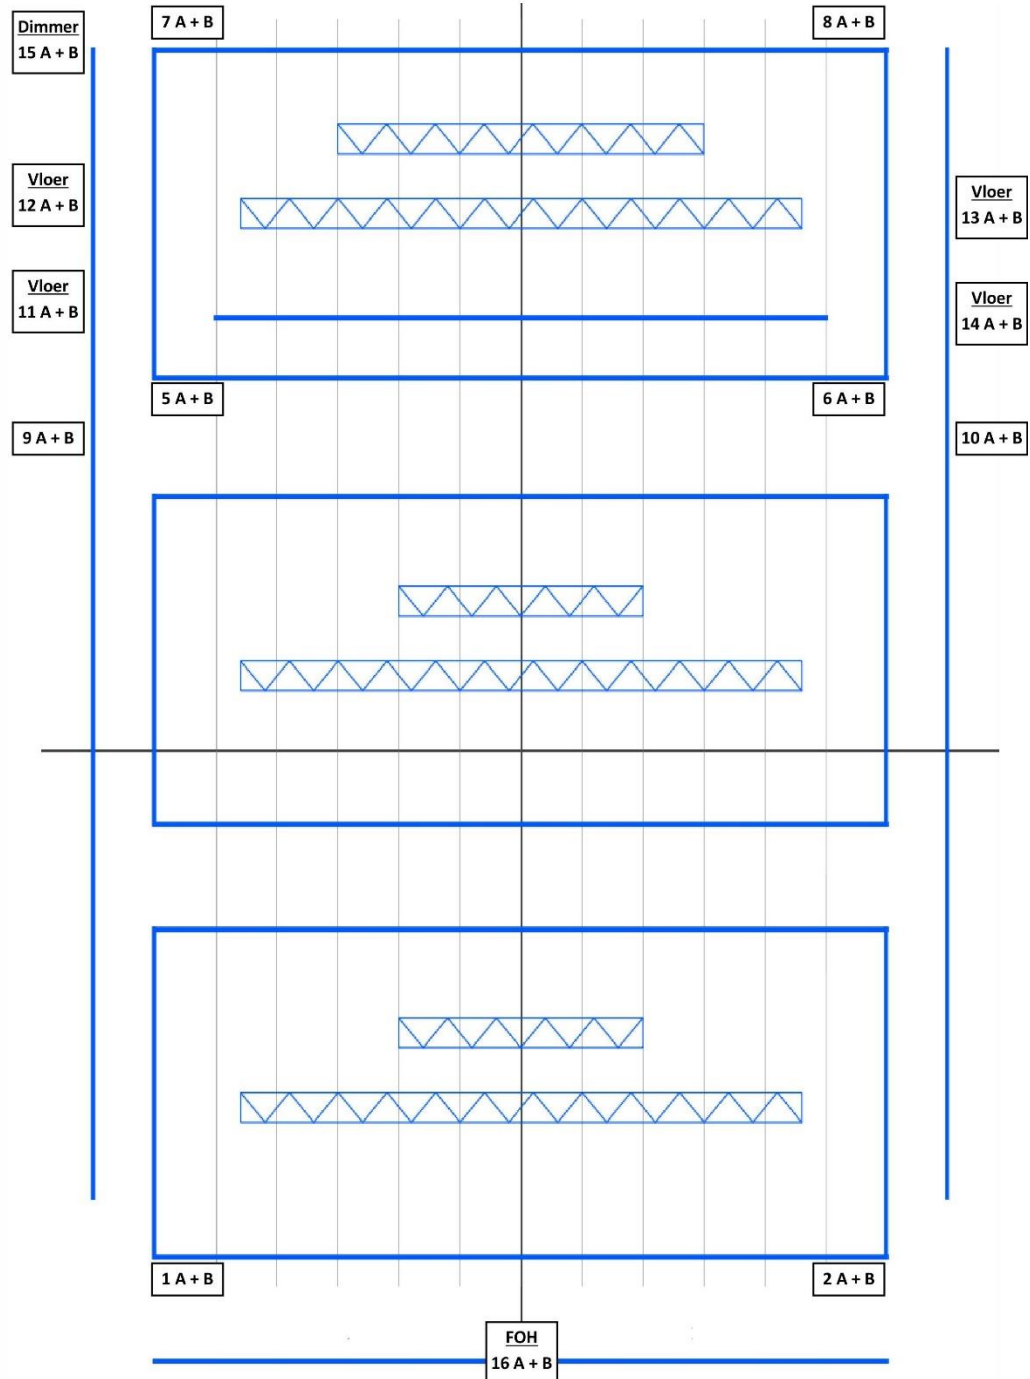 Dimmer
15 A + B
7 A + B
8 A + B
Vloer
12 A + B
Vloer
13 A + B
Vloer
11 A + B
Vloer
14 A + B
5 A + B
6 A + B
9 A + B
10 A + B
1 A + B
2 A + B
FOH
16 A + B